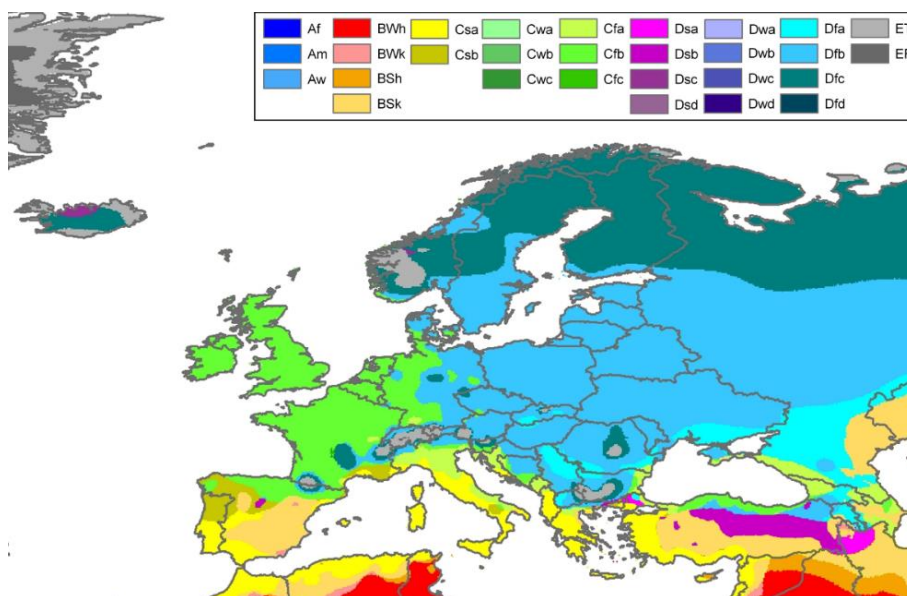 Af BWh Csa Cwa Cfa Dsa Dwa Dfa ET
Am BWk Csb Cwb Cfb Dsb Dwb Dfb
Aw BSh Cwc Cfc Dsc Dwc Dfc
BSk Dsd Dwd Dfd